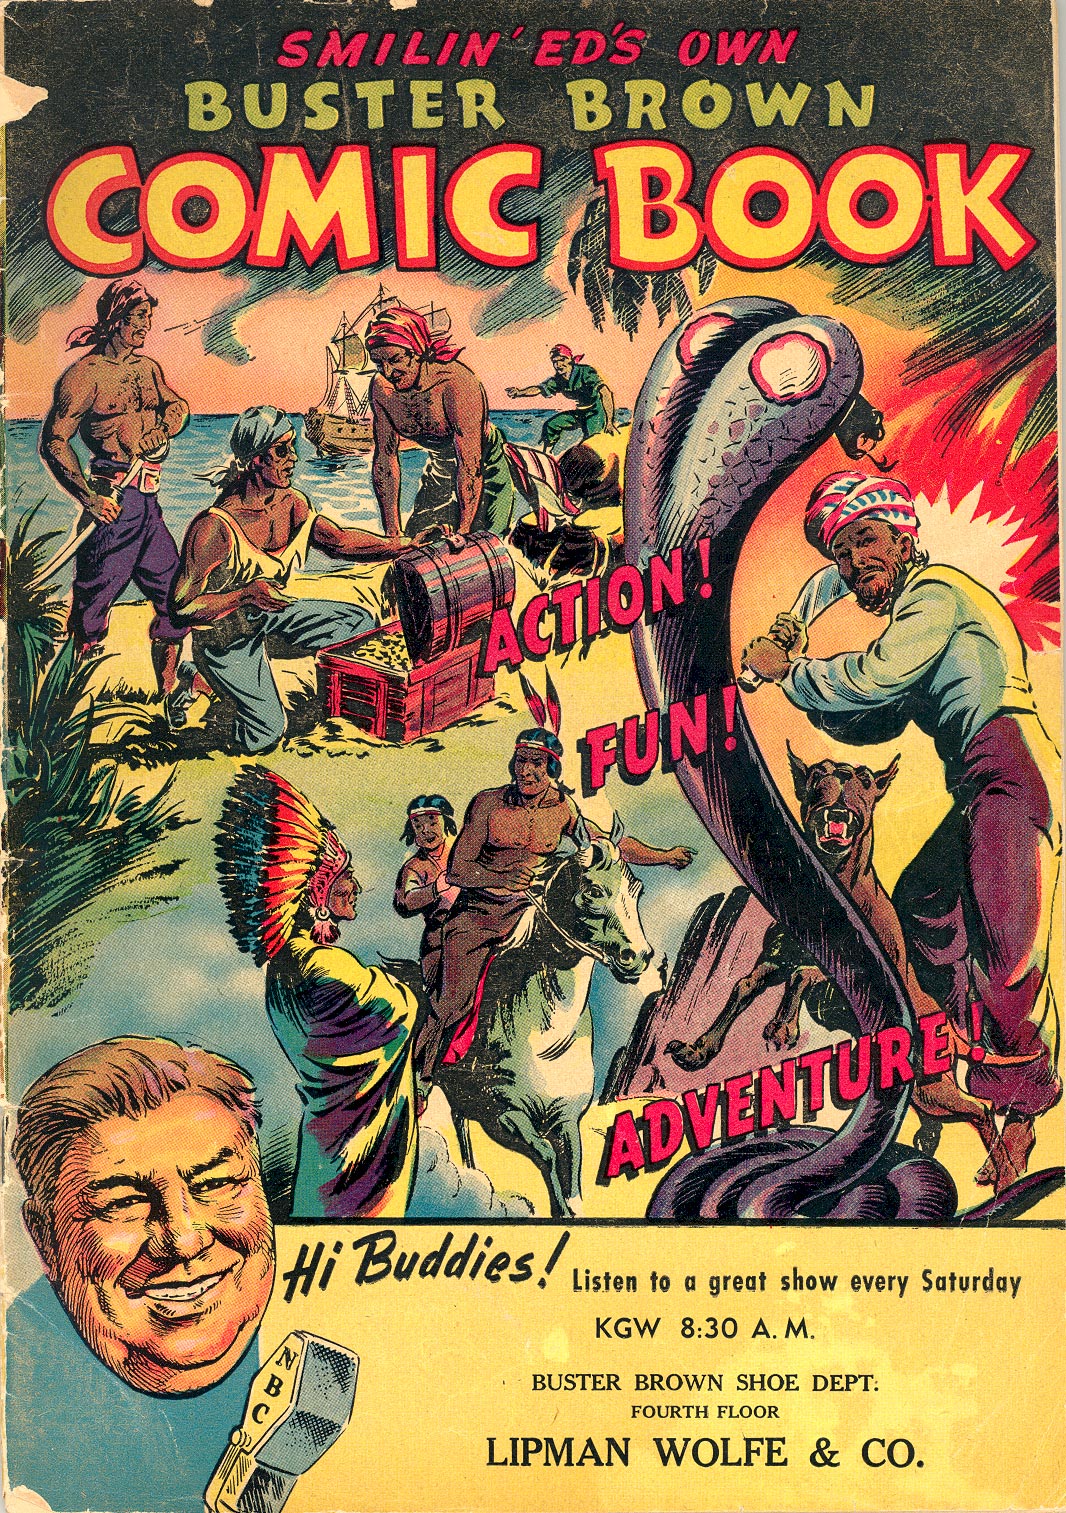 SMILIN' ED'S OWN
BUSTER BROWN
COMIC BOOK
ACTION!
FUN!
ADVENTURE!
Hi Buddies!
Listen to a great show every Saturday
KGW 8:30 A.M.
NBC
BUSTER BROWN SHOE DEPT:
FOURTH FLOOR
LIPMAN WOLFE & CO.